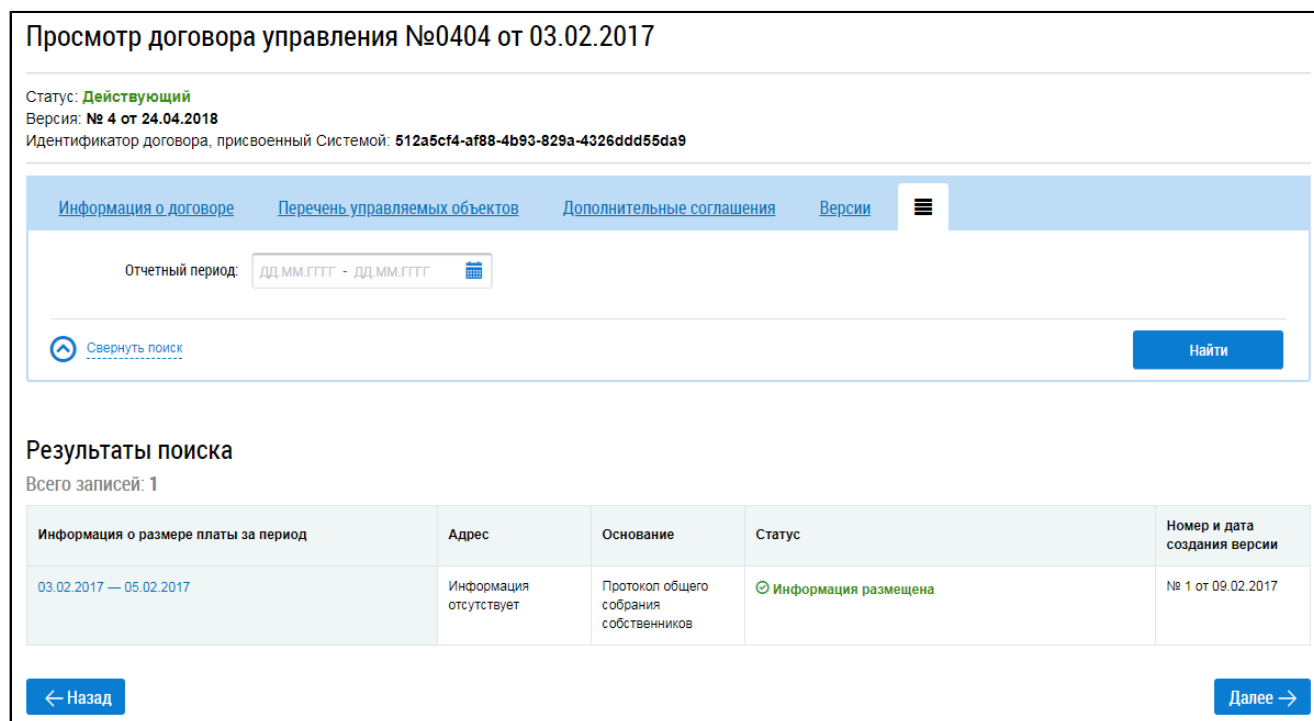 Просмотр договора управления №0404 от 03.02.2017
Статус: Действующий
Версия: № 4 от 24.04.2018
Идентификатор договора, присвоенный Системой: 512a5cf4-af88-4b93-829a-4326ddd55da9
Информация о договоре Перечень управляемых объектов Дополнительные соглашения Версии
Отчетный период: ДД.ММ.ГГГГ - ДД.ММ.ГГГГ
Свернуть поиск Найти
Результаты поиска
Всего записей: 1
Информация о размере платы за период Адрес Основание Статус Номер и дата
создания версии
03.02.2017 — 05.02.2017 Информация Протокол общего Информация размещена № 1 от 09.02.2017
отсутствует собрания
собственников
← Назад Далее →